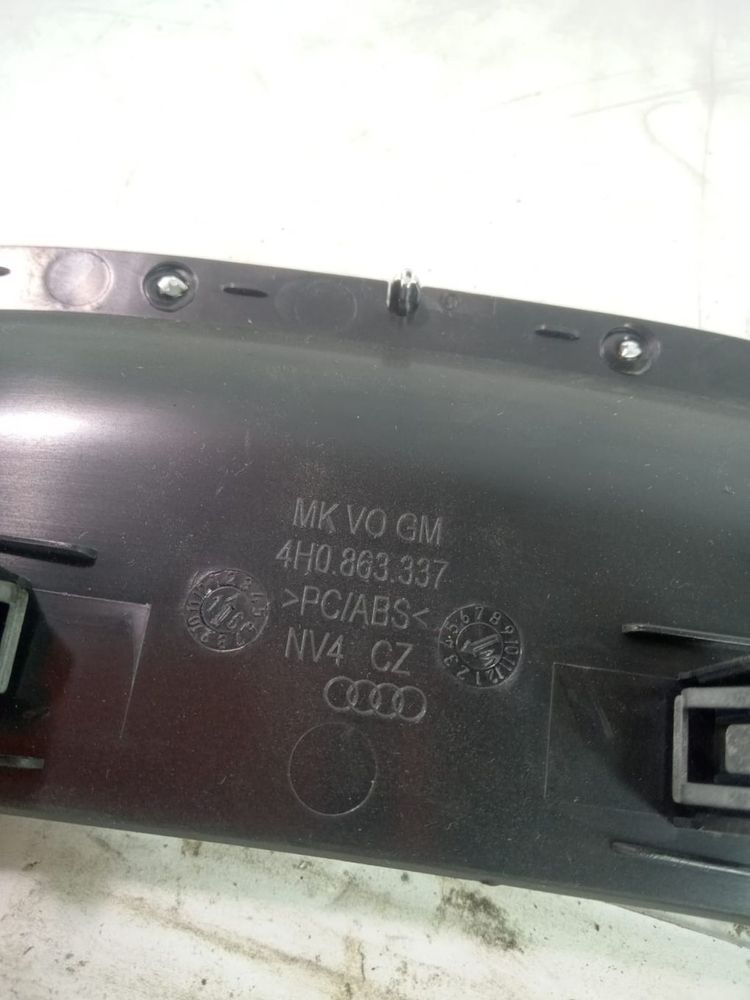 MK VO GM
4H0.863.337
>PC/ABS<
NV4 CZ